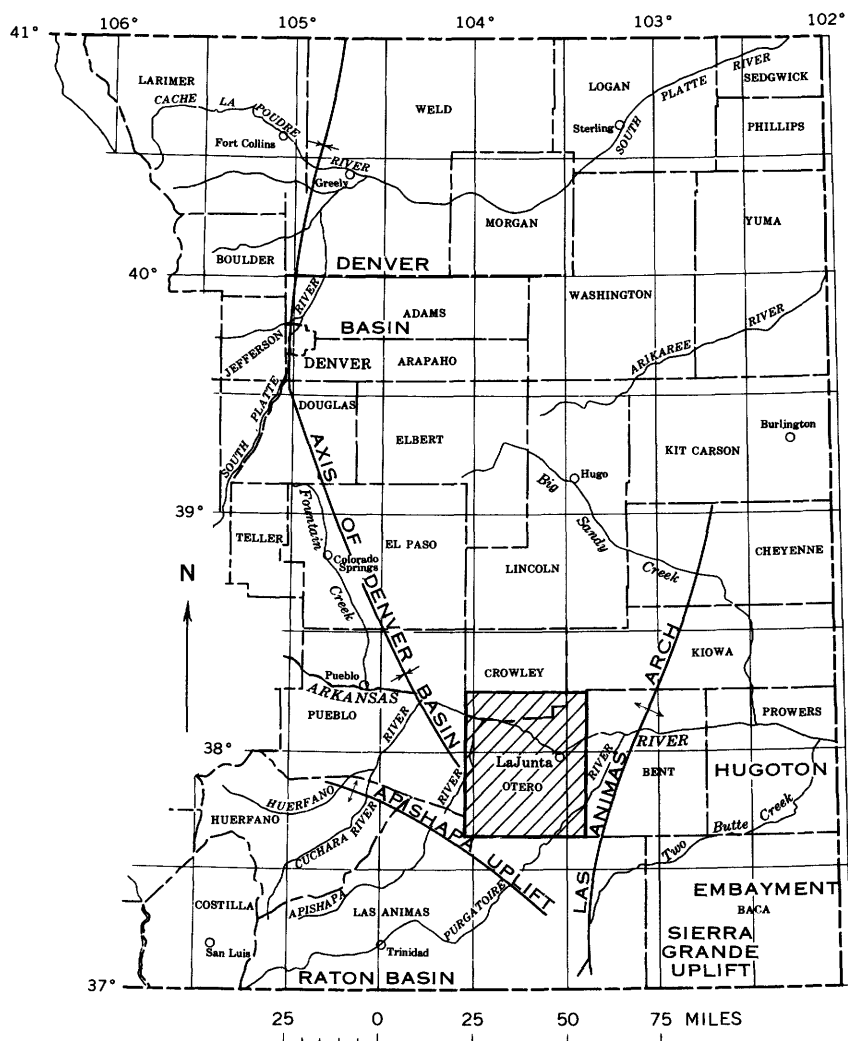 106° 105° 104° 103° 102°
41°
LARIMER
CACHE LA POUDRE RIVER
Fort Collins
Greely
WELD
LOGAN
Sterling
SOUTH PLATTE RIVER
SEDGWICK
PHILLIPS
MORGAN
YUMA
BOULDER
40°
DENVER
BASIN
WASHINGTON
RIVER
ADAMS
JEFFERSON
DENVER
ARAPAHO
ARIKAREE RIVER
SOUTH PLATTE
DOUGLAS
ELBERT
KIT CARSON
Burlington
Hugo
Big Sandy Creek
39°
AXIS OF DENVER BASIN
Fountain Creek
TELLER
EL PASO
Colorado
Springs
LINCOLN
CHEYENNE
N
KIOWA
CROWLEY
Pueblo
ARKANSAS
RIVER
PUEBLO
PROWERS
38°
LaJunta
OTERO
RIVER
BENT
HUGOTON
LAS ANIMAS ARCH
RIVER
RIVER
HUERFANO
HUERFANO
CUCHARA RIVER
APISHAPA UPLIFT
Two Butte Creek
COSTILLA
APISHAPA
LAS ANIMAS
PURGATOIRE
EMBAYMENT
BACA
SIERRA
GRANDE
UPLIFT
San Luis
Trinidad
37°
RATON BASIN
25 0 25 50 75 MILES